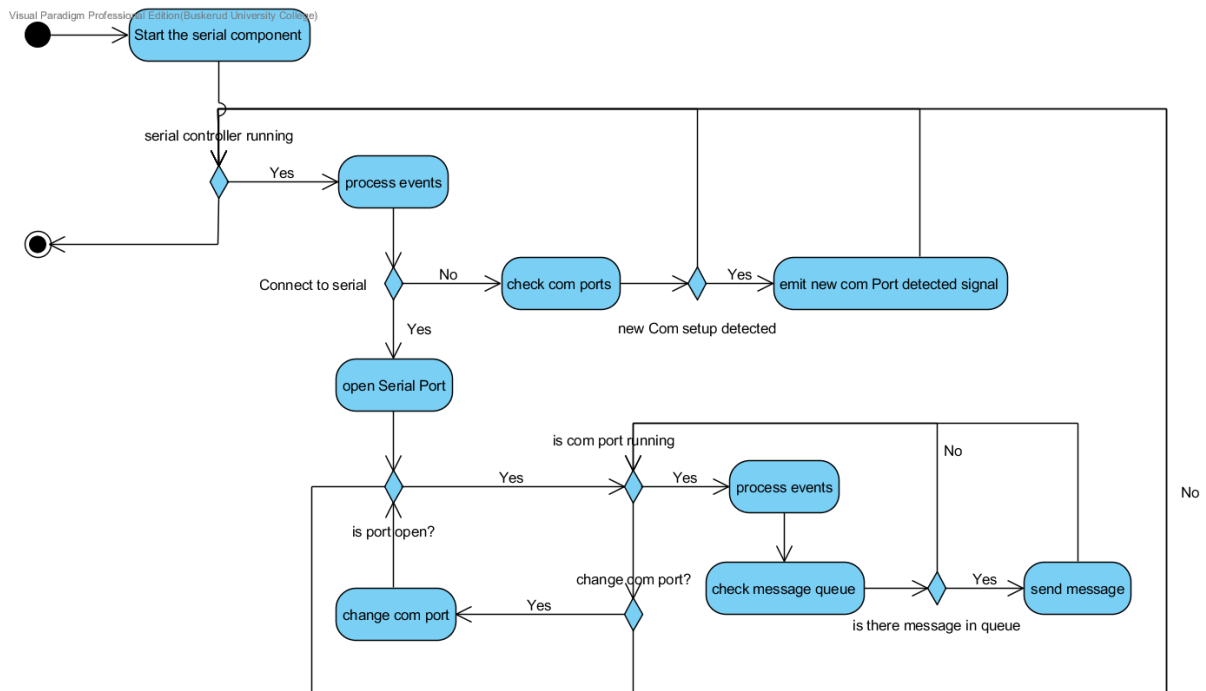 Visual Paradigm Professional Edition(Buskerud University College)
Start the serial component
serial controller running
Yes
process events
Connect to serial
No
check com ports
Yes
emit new com Port detected signal
new Com setup detected
Yes
open Serial Port
is com port running
No
Yes
Yes
process events
No
is port open?
change com port?
Yes
change com port
check message queue
Yes
send message
is there message in queue